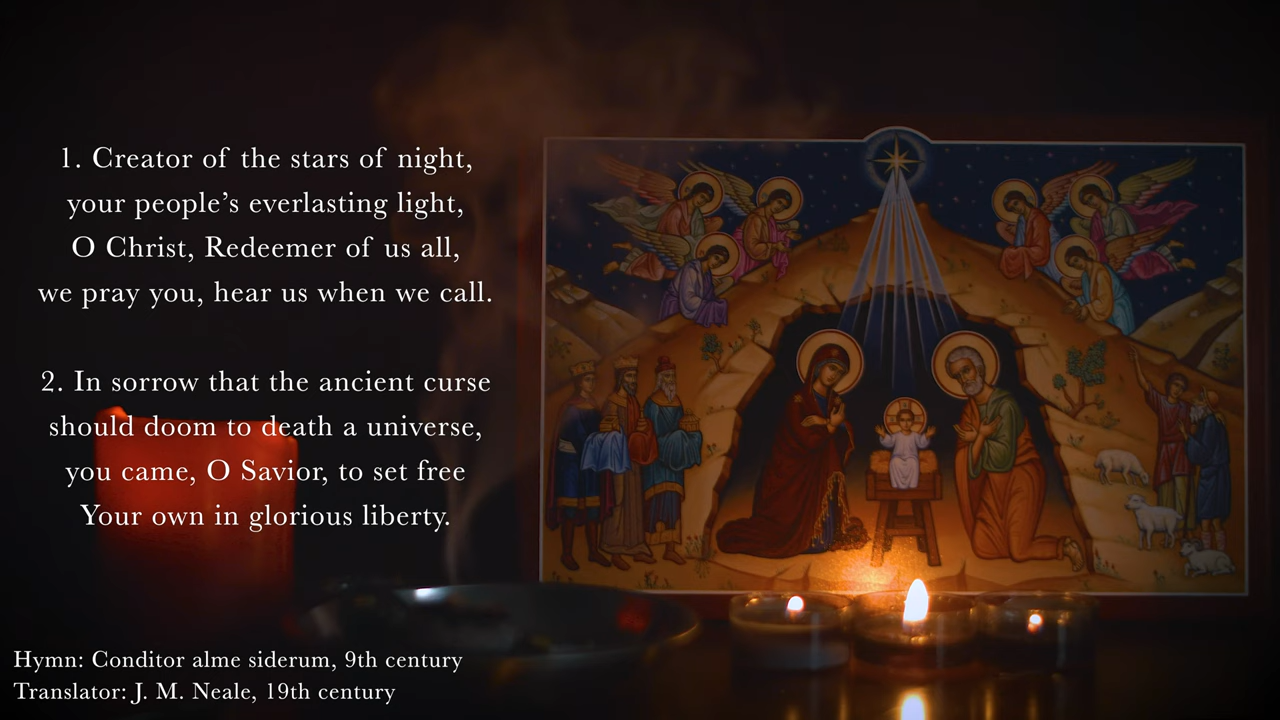 1. Creator of the stars of night,
your people’s everlasting light,
O Christ, Redeemer of us all,
we pray you, hear us when we call.
2. In sorrow that the ancient curse
should doom to death a universe,
you came, O Savior, to set free
Your own in glorious liberty.
Hymn: Conditor alme siderum, 9th century
Translator: J. M. Neale, 19th century